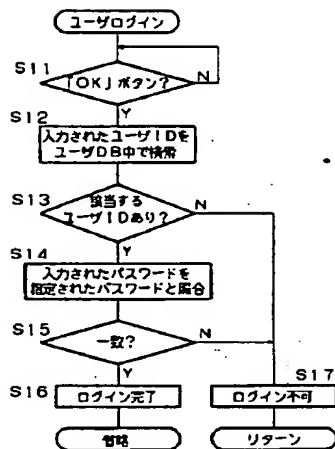 ユーザログイン
S11
「OK」ボタン?
N
Y
S12
入力されたユーザIDを
ユーザDB中で検索
S13
該当する
ユーザIDあり?
N
Y
S14
入力されたパスワードを
指定されたパスワードと照合
S15
一致?
N
Y
S16
ログイン完了
S17
ログイン不可
省略
リターン